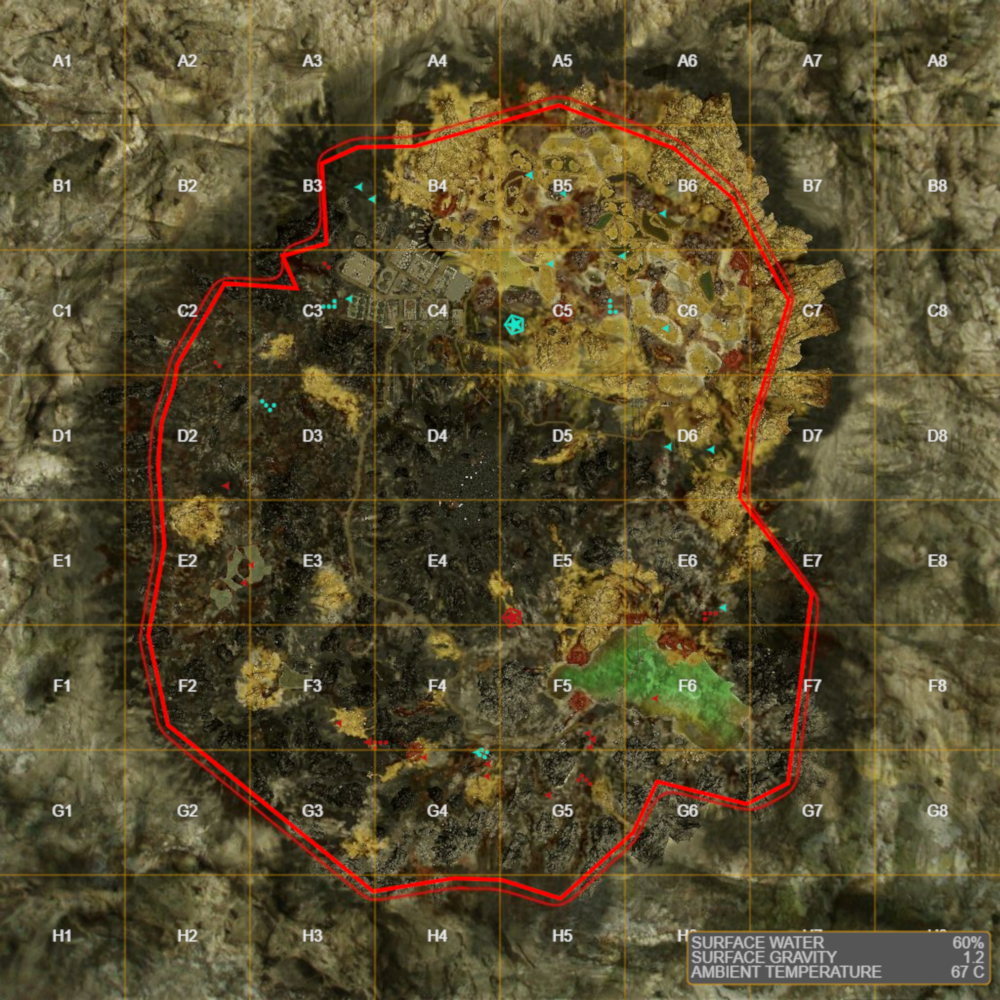 A1 A2 A3 A4 A5 A6 A7 A8
B1 B2 B3 B4 B5 B6 B7 B8
C1 C2 C3 C4 C5 C6 C7 C8
D1 D2 D3 D4 D5 D6 D7 D8
E1 E2 E3 E4 E5 E6 E7 E8
F1 F2 F3 F4 F5 F6 F7 F8
G1 G2 G3 G4 G5 G6 G7 G8
H1 H2 H3 H4 H5
SURFACE WATER 60%
SURFACE GRAVITY 1.2
AMBIENT TEMPERATURE 67 C